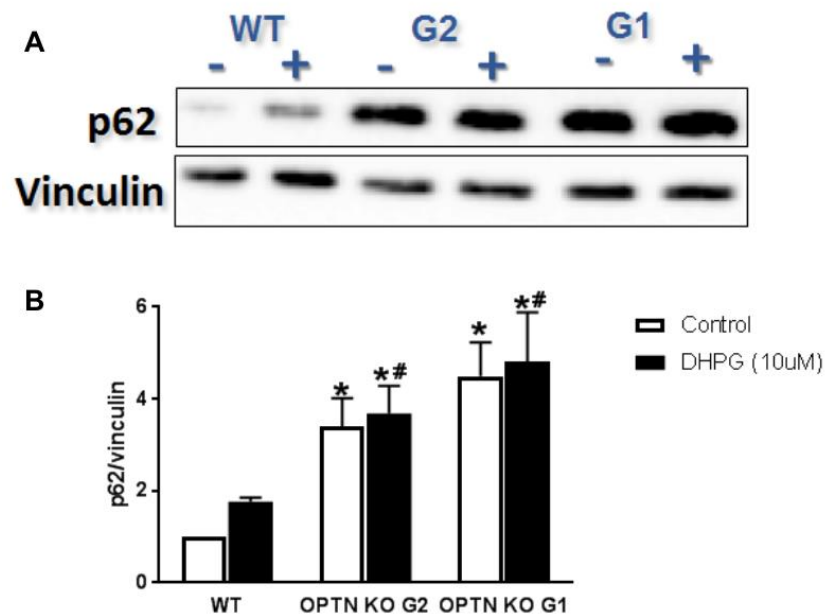 A
WT G2 G1
- + - + - +
p62
Vinculin
B
6
4
2
0
p62/vinculin
* *# * *#
WT OPTN KO G2 OPTN KO G1
Control
DHPG (10uM)